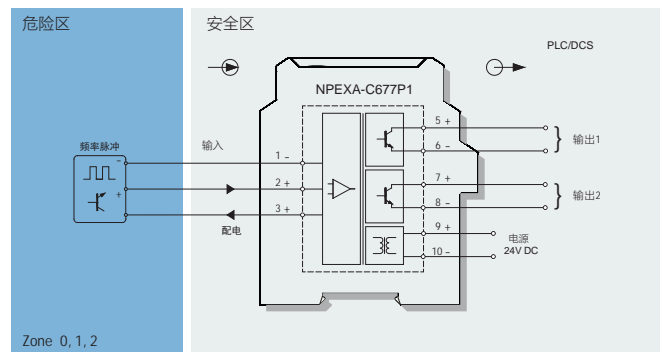 危险区
安全区
PLC/DCS
NPEXA-C677P1
频率脉冲
输入
-
+
1 -
2 +
3 +
配电
5 +
6 -
输出1
7 +
8 -
输出2
9 +
10 -
电源
24V DC
Zone 0,1,2